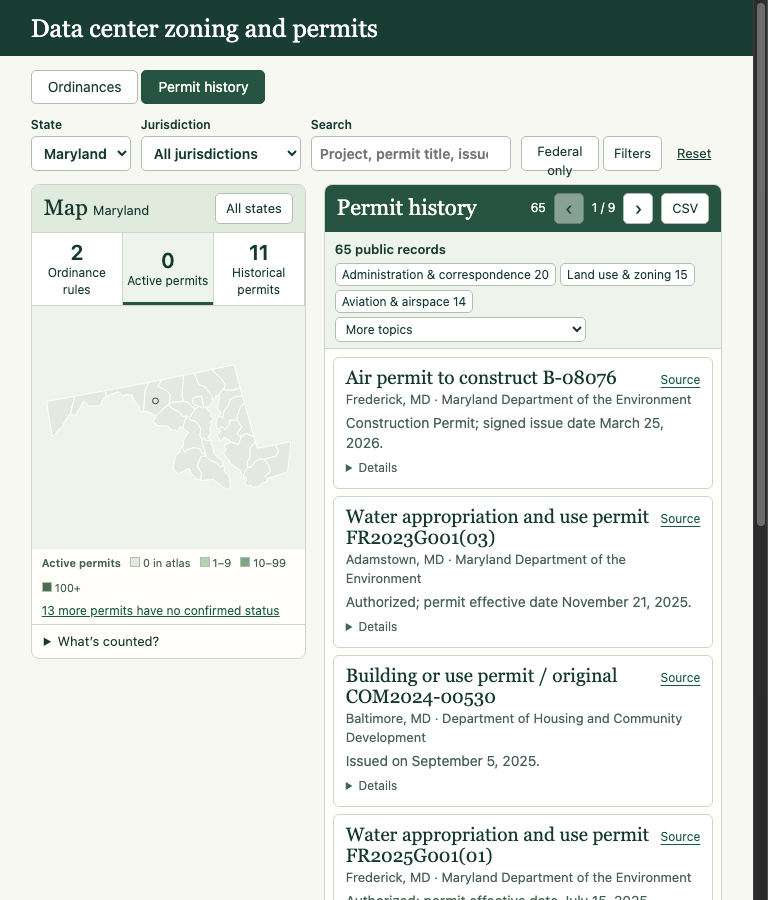 Data center zoning and permits
Ordinances
Permit history
State
Jurisdiction
Search
Maryland
All jurisdictions
Project, permit title, issue
Federal
only
Filters
Reset
Map Maryland
All states
2
Ordinance
rules
0
Active permits
11
Historical
permits
Active permits 0 in atlas 1–9 10–99
100+
13 more permits have no confirmed status
What's counted?
Permit history
65 ‹ 1 / 9 ›
CSV
65 public records
Administration & correspondence 20
Land use & zoning 15
Aviation & airspace 14
More topics
Air permit to construct B-08076
Source
Frederick, MD · Maryland Department of the Environment
Construction Permit; signed issue date March 25,
2026.
Details
Water appropriation and use permit
FR2023G001(03)
Source
Adamstown, MD · Maryland Department of the
Environment
Authorized; permit effective date November 21, 2025.
Details
Building or use permit / original
COM2024-00530
Source
Baltimore, MD · Department of Housing and Community
Development
Issued on September 5, 2025.
Details
Water appropriation and use permit
FR2025G001(01)
Source
Frederick, MD · Maryland Department of the Environment
Authorized; permit effective date July 15, 2025.